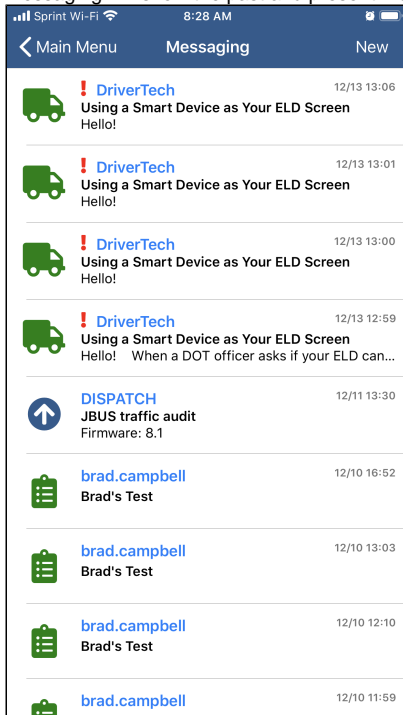 Sprint Wi-Fi 8:28 AM
Main Menu Messaging New
! DriverTech 12/13 13:06
Using a Smart Device as Your ELD Screen
Hello!
! DriverTech 12/13 13:01
Using a Smart Device as Your ELD Screen
Hello!
! DriverTech 12/13 13:00
Using a Smart Device as Your ELD Screen
Hello!
! DriverTech 12/13 12:59
Using a Smart Device as Your ELD Screen
Hello! When a DOT officer asks if your ELD can...
DISPATCH 12/11 13:30
JBUS traffic audit
Firmware: 8.1
brad.campbell 12/10 16:52
Brad's Test
brad.campbell 12/10 13:03
Brad's Test
brad.campbell 12/10 12:10
Brad's Test
brad.campbell 12/10 11:59